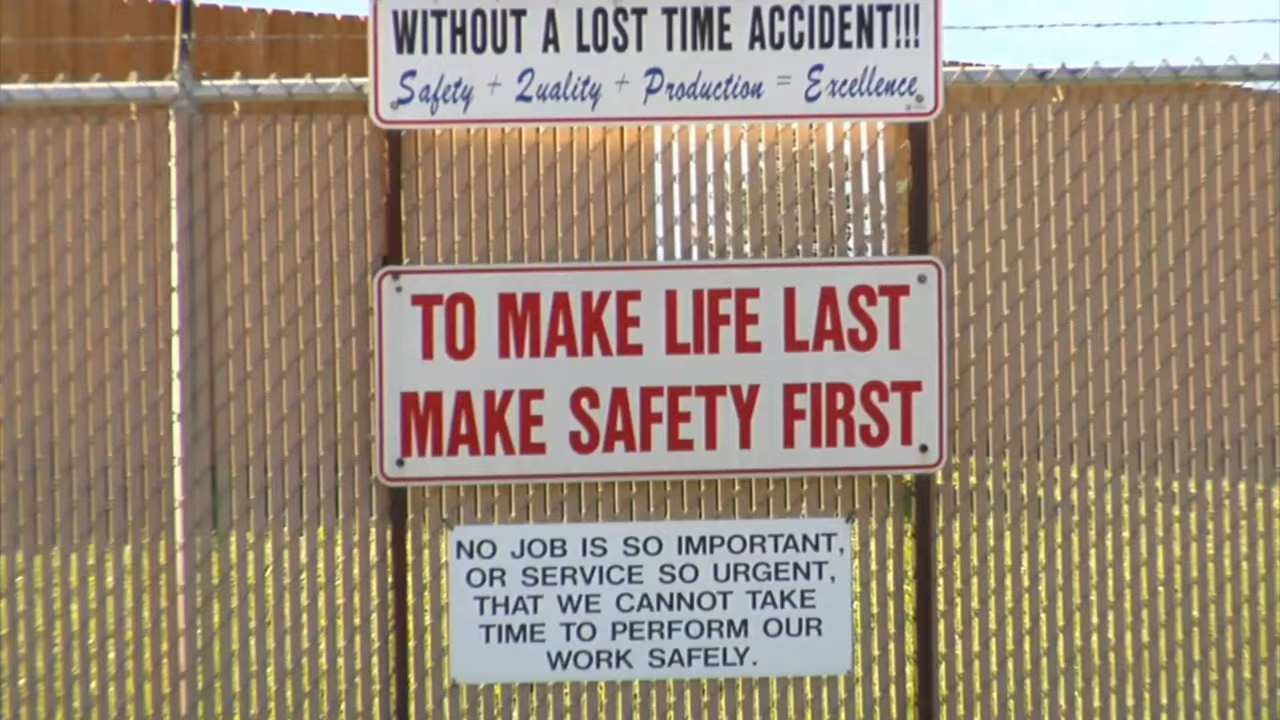 WITHOUT A LOST TIME ACCIDENT!!!
Safety + Quality + Production = Excellence
TO MAKE LIFE LAST
MAKE SAFETY FIRST
NO JOB IS SO IMPORTANT,
OR SERVICE SO URGENT,
THAT WE CANNOT TAKE
TIME TO PERFORM OUR
WORK SAFELY.